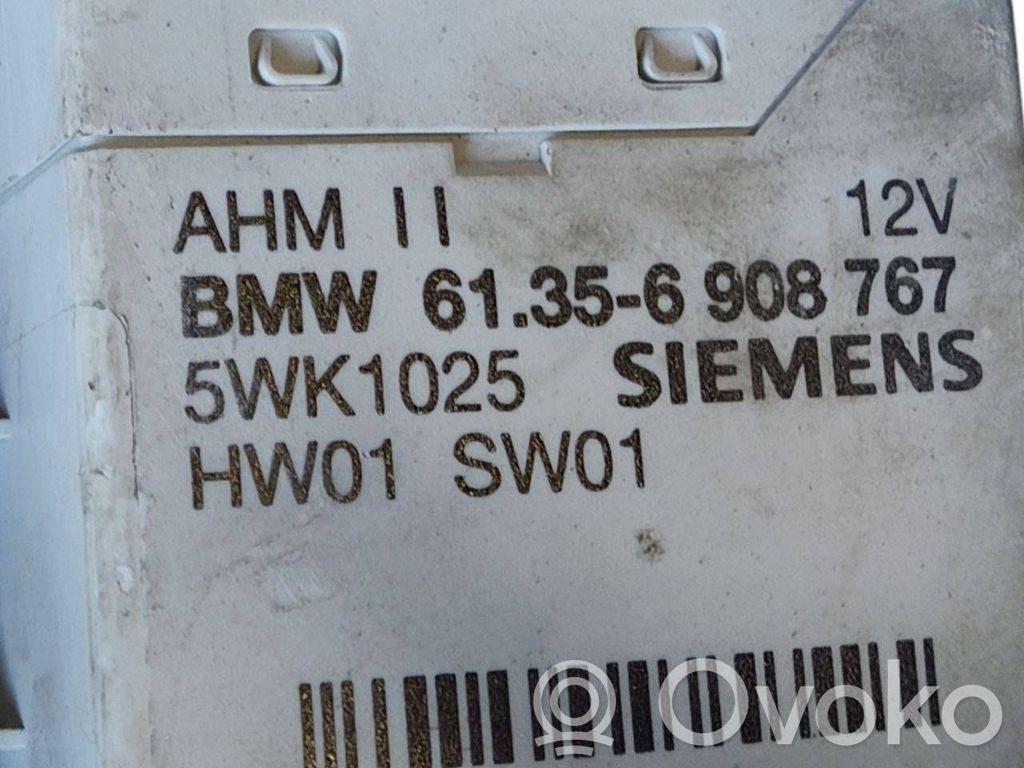 AHM II 12V
BMW 61.35-6 908 767
5WK1025 SIEMENS
HW01 SW01
Ovoko